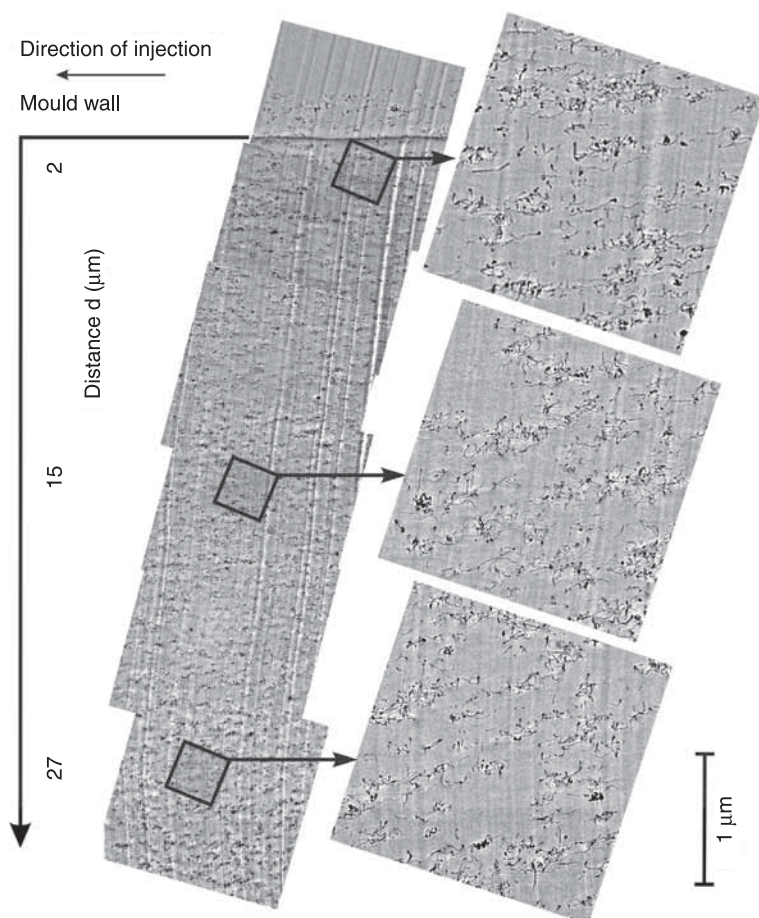 Direction of injection
Mould wall
2
Distance d (μm)
15
27
1 μm